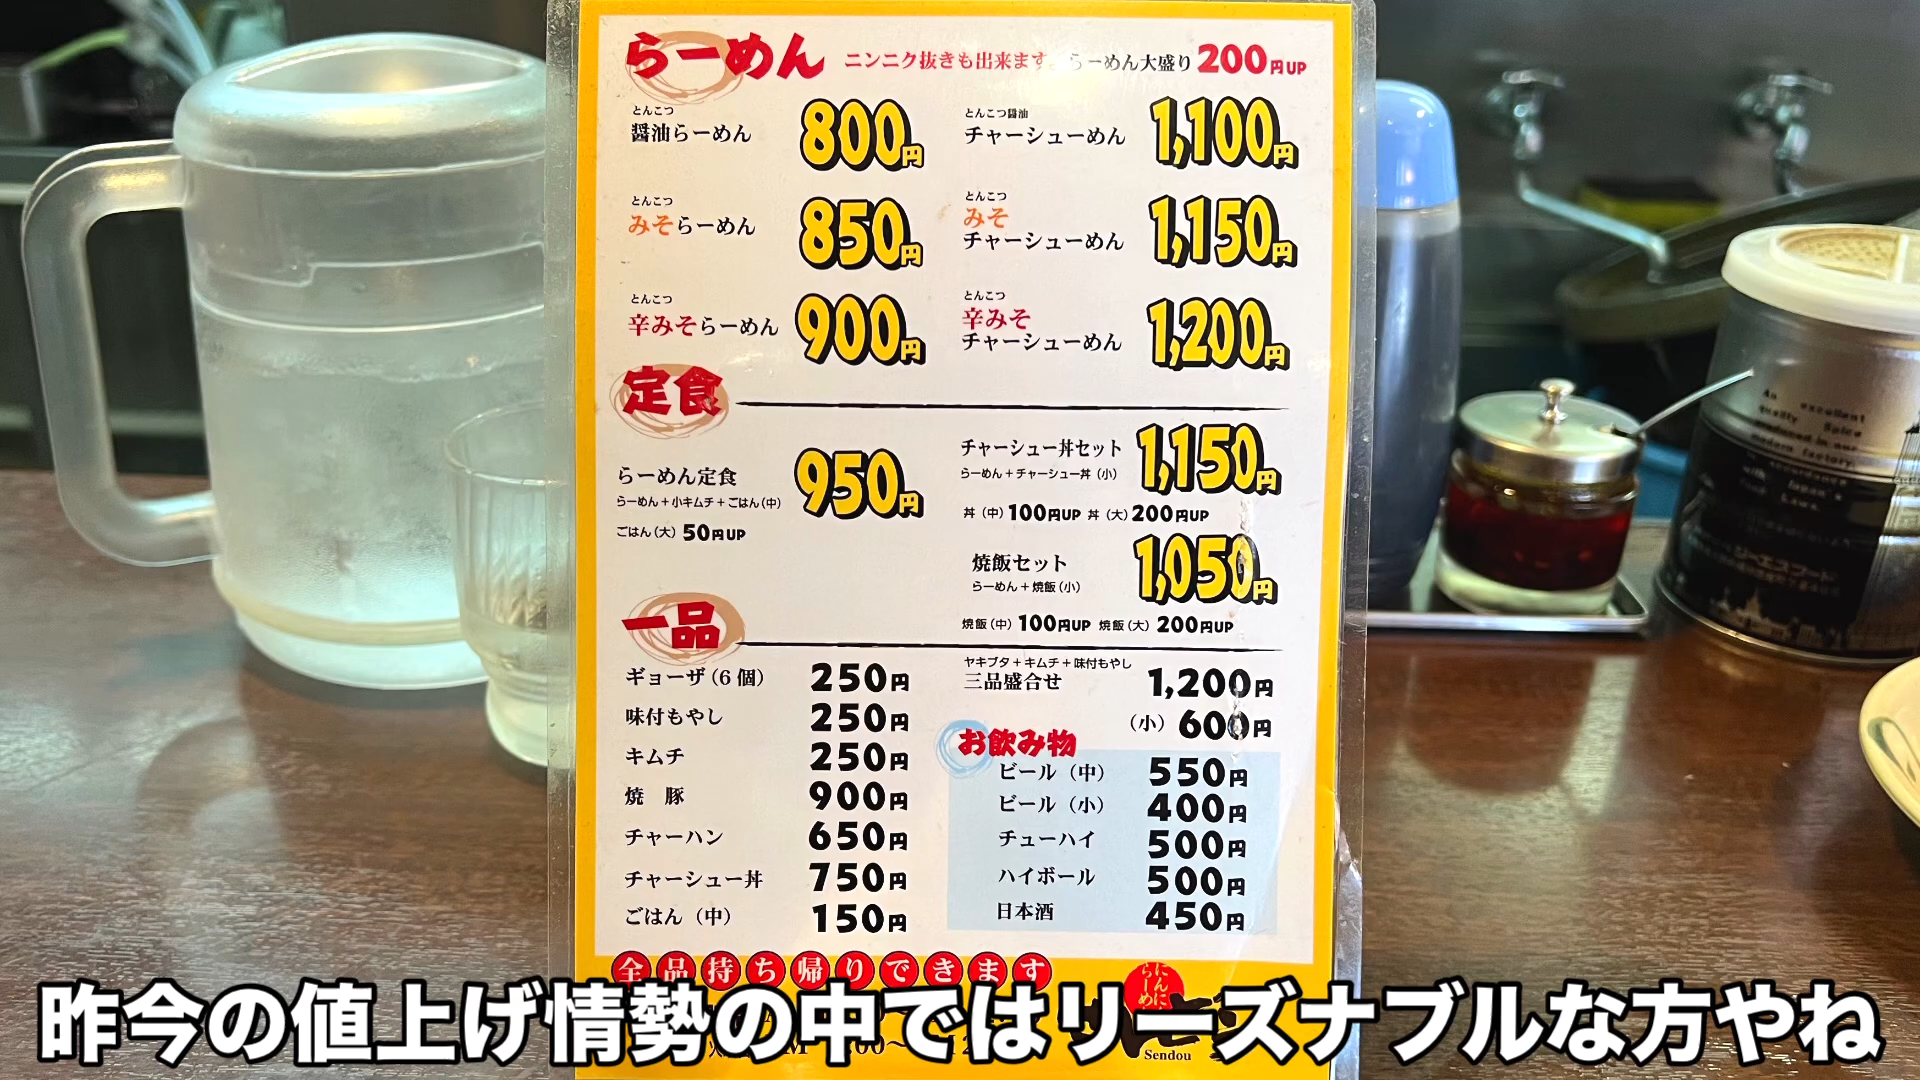 らーめん ニンニク抜きも出来ます。 らーめん大盛り 200円UP
とんこつ
醤油らーめん 800円
とんこつ醤油
チャーシューめん 1,100円
とんこつ
みそらーめん 850円
とんこつ
みそ
チャーシューめん 1,150円
とんこつ
辛みそらーめん 900円
とんこつ
辛みそ
チャーシューめん 1,200円
定食
らーめん定食 950円
らーめん+小キムチ+ごはん(中)
ごはん(大) 50円UP
チャーシュー丼セット 1,150円
らーめん+チャーシュー丼(小)
丼(中)100円UP 丼(大)200円UP
焼飯セット 1,050円
らーめん+焼飯(小)
焼飯(中)100円UP 焼飯(大)200円UP
一品
ギョーザ(6個) 250円
味付もやし 250円
キムチ 250円
焼 豚 900円
チャーハン 650円
チャーシュー丼 750円
ごはん(中) 150円
ヤキブタ+キムチ+味付もやし
三品盛合せ 1,200円
(小) 600円
お飲み物
ビール(中) 550円
ビール(小) 400円
チューハイ 500円
ハイボール 500円
日本酒 450円
全品持ち帰りできます
にんにく
らーめん
Sendou
An excellent
quality Spice
昨今の値上げ情勢の中ではリーズナブルな方やね